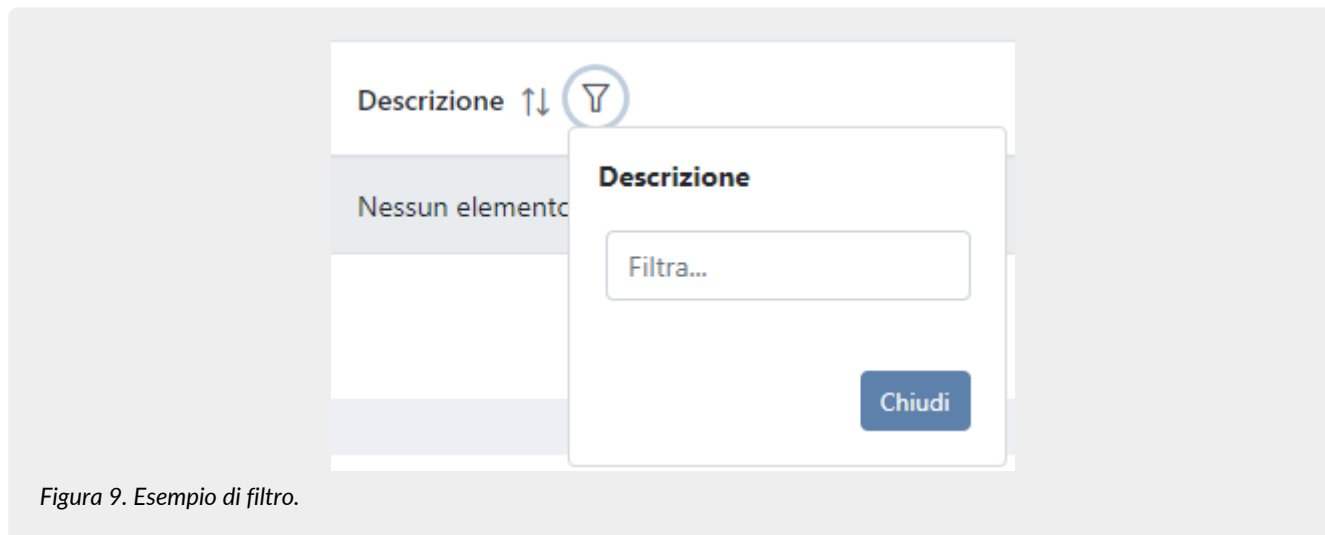 Descrizione
Descrizione
Nessun elemento
Filtra...
Chiudi
Figura 9. Esempio di filtro.